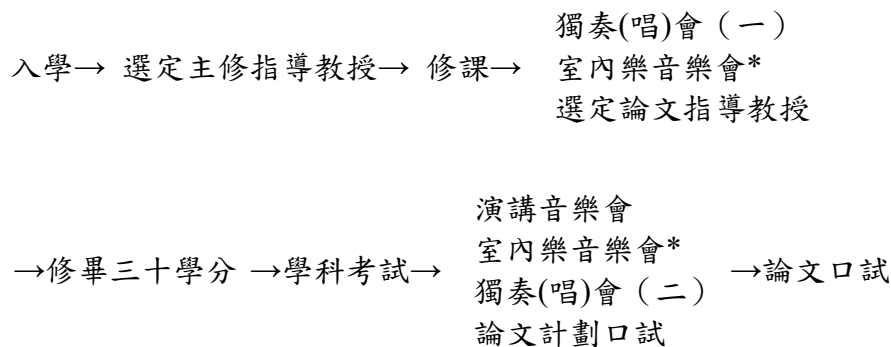 獨奏(唱)會（一）
入學→ 選定主修指導教授→ 修課→ 室內樂音樂會*
選定論文指導教授
演講音樂會
室內樂音樂會*
→修畢三十學分 →學科考試→ 獨奏(唱)會（二） →論文口試
論文計劃口試